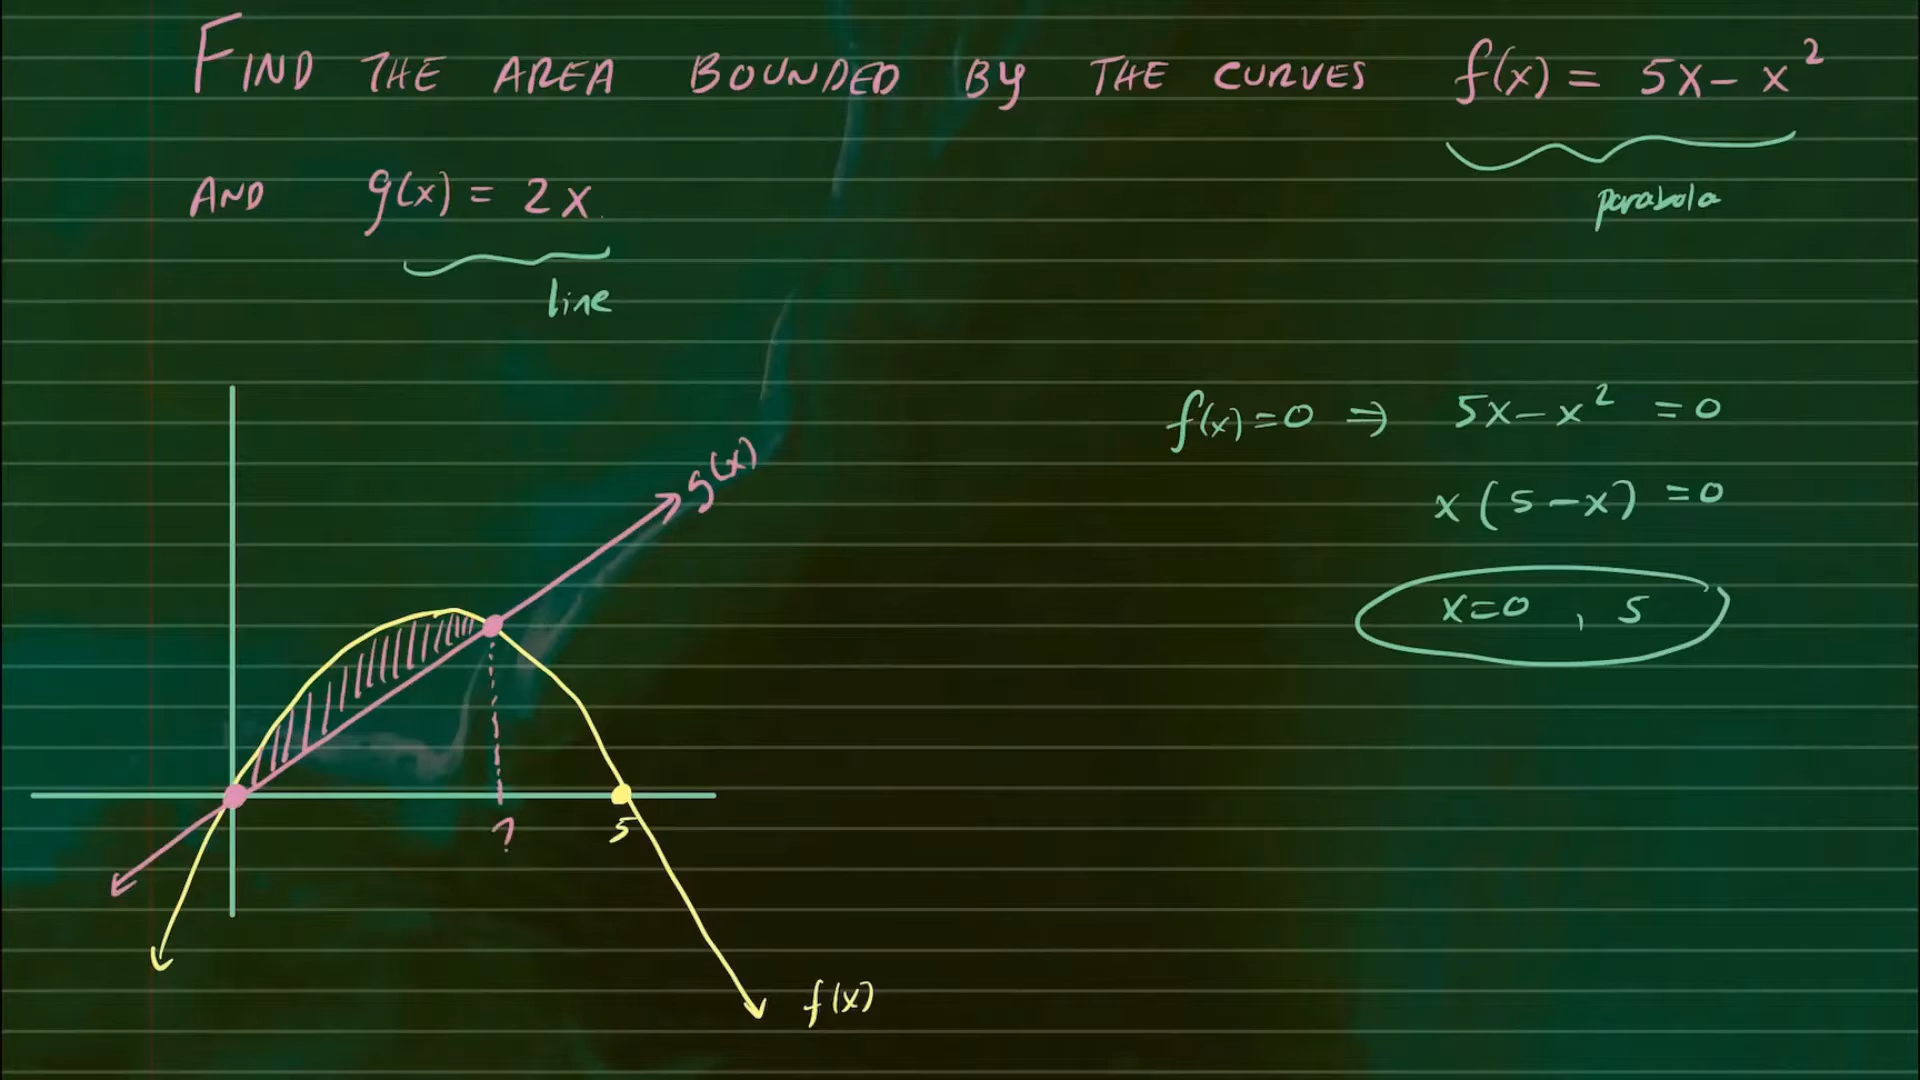 FIND THE AREA BOUNDED BY THE CURVES f(x) = 5x - x²
parabola
AND g(x) = 2x
line
f(x)=0 ⇒ 5x - x² = 0
x(5-x) = 0
x=0 , 5
g(x)
?
5
f(x)